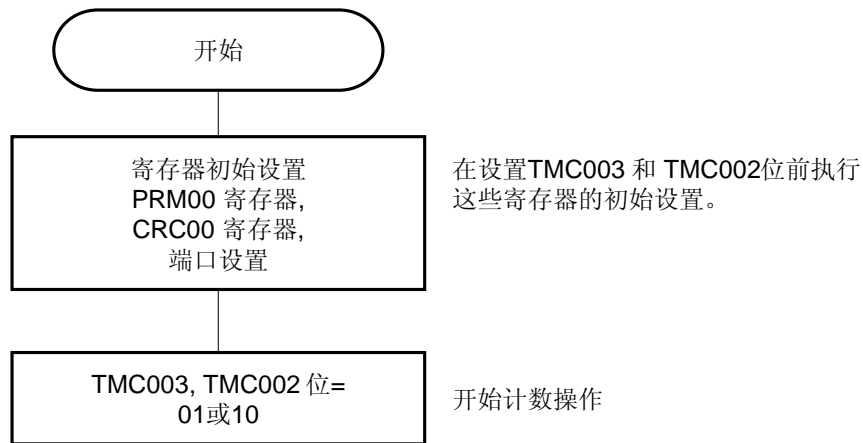 开始
寄存器初始设置
PRM00 寄存器,
CRC00 寄存器,
端口设置
在设置TMC003 和 TMC002位前执行
这些寄存器的初始设置。
TMC003, TMC002 位=
01或10
开始计数操作